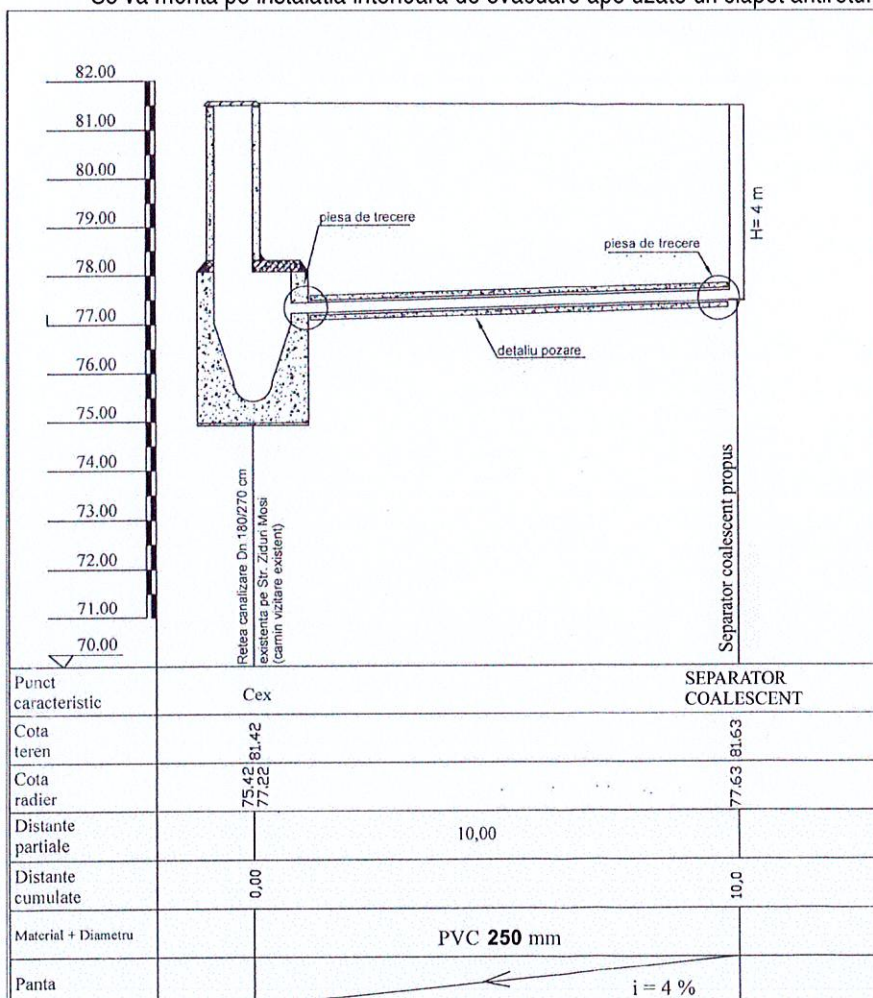 Se va monta pe instalatia interioara de evacuare ape uzate un clapet antiretur
82.00
81.00
80.00
79.00
78.00
77.00
76.00
75.00
74.00
73.00
72.00
71.00
70.00
piesa de trecere
piesa de trecere
H= 4 m
detaliu pozare
Retea canalizare Dn 180/270 cm
existenta pe Str. Ziduri Mosi
(camin vizitare existent)
Separator coalescent propus
Punct
caracteristic
Cex
SEPARATOR
COALESCENT
Cota
teren
81.42
81.63
Cota
radier
75.42
77.22
77.63
Distante
partiale
10,00
Distante
cumulate
0,00
10,0
Material + Diametru
PVC 250 mm
Panta
i = 4 %